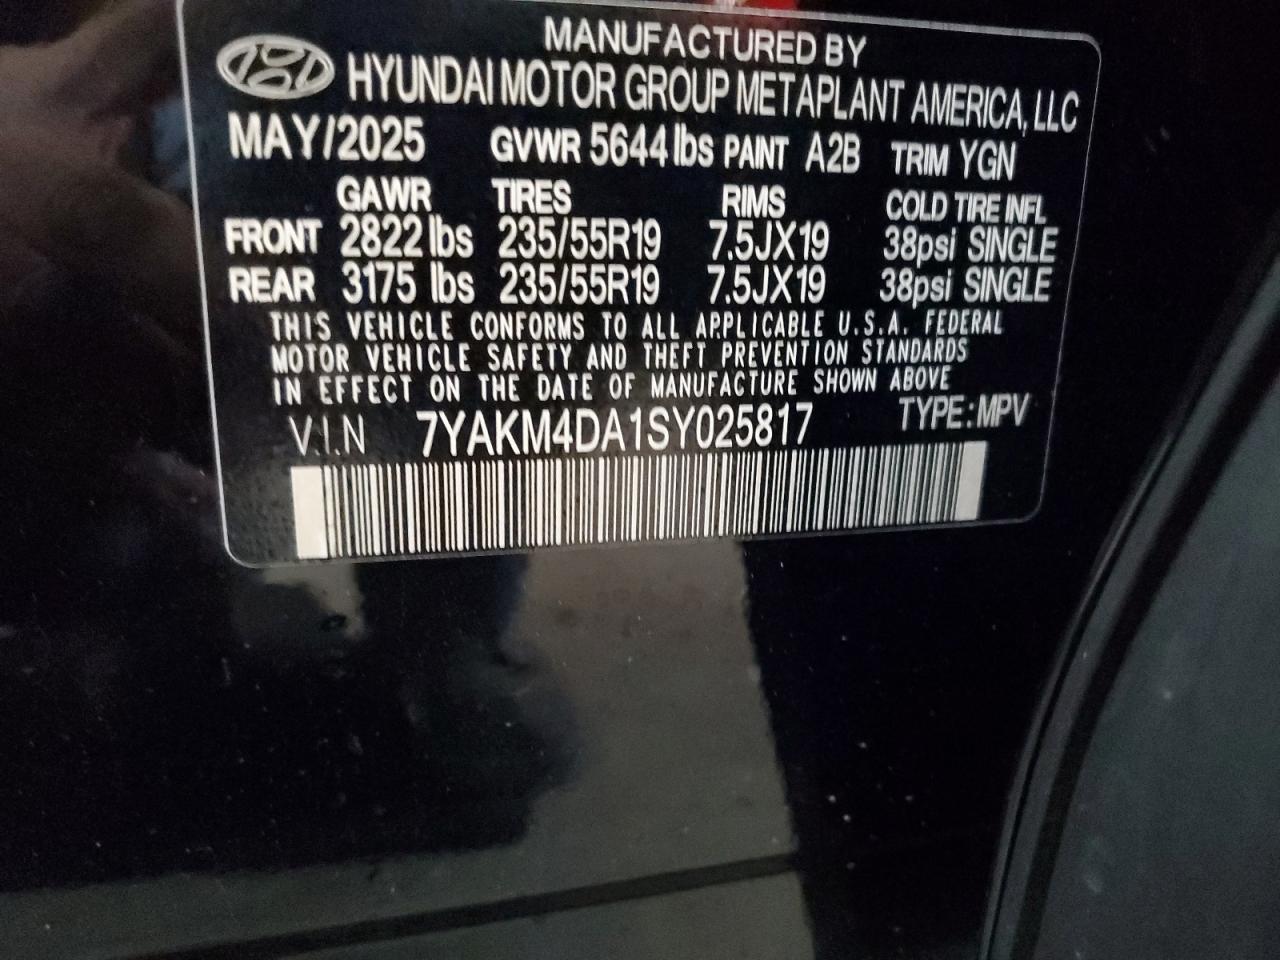 MANUFACTURED BY
HYUNDAI MOTOR GROUP METAPLANT AMERICA, LLC
MAY/2025 GVWR 5644 lbs PAINT A2B TRIM YGN
GAWR TIRES RIMS COLD TIRE INFL
FRONT 2822 lbs 235/55R19 7.5JX19 38psi SINGLE
REAR 3175 lbs 235/55R19 7.5JX19 38psi SINGLE
THIS VEHICLE CONFORMS TO ALL APPLICABLE U.S.A. FEDERAL
MOTOR VEHICLE SAFETY AND THEFT PREVENTION STANDARDS
IN EFFECT ON THE DATE OF MANUFACTURE SHOWN ABOVE
V.I.N 7YAKM4DA1SY025817 TYPE:MPV